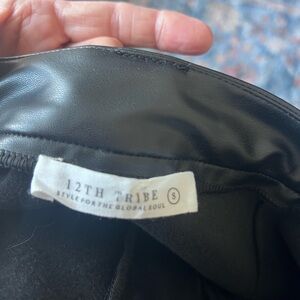 12TH TRIBE
STYLE FOR THE GLOBAL SOUL
S